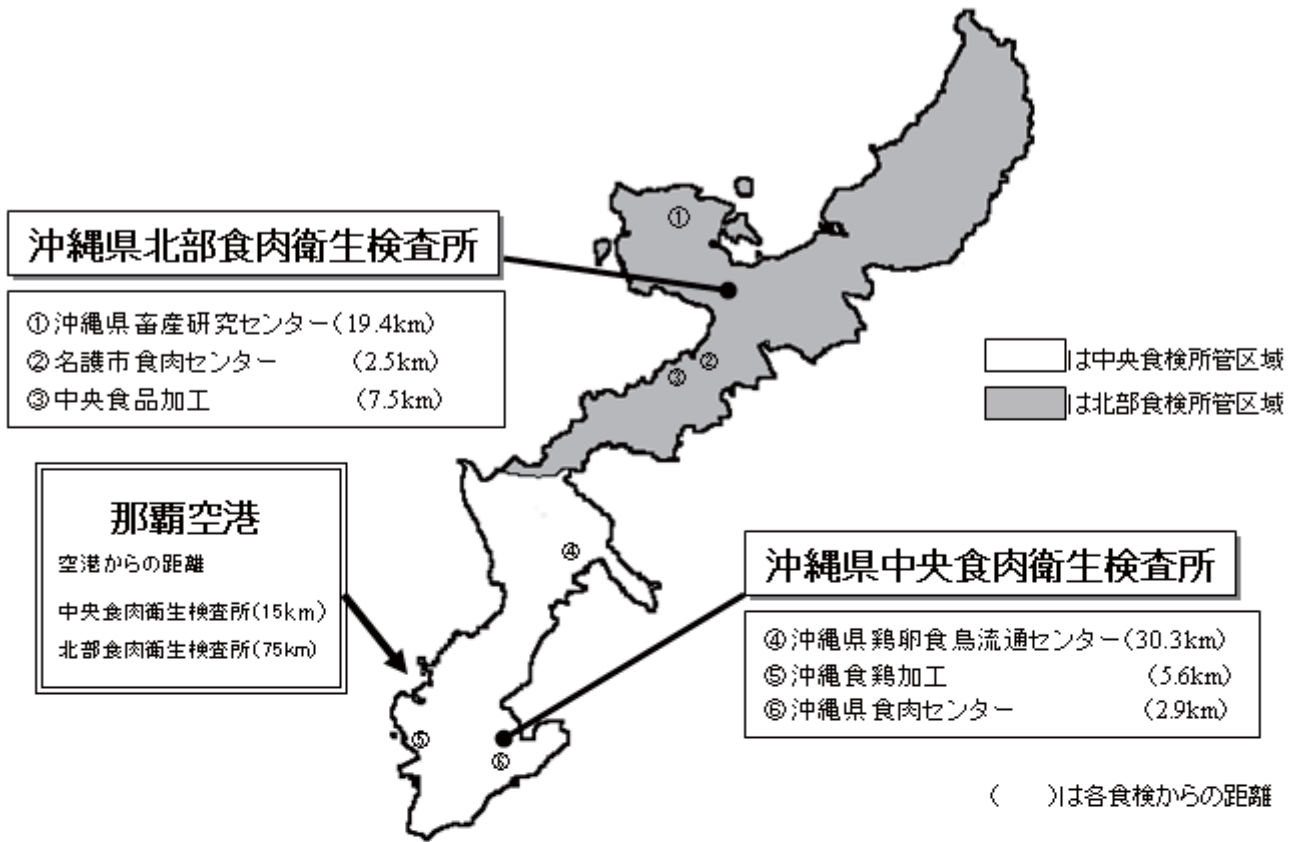 沖縄県北部食肉衛生検査所
①沖縄県畜産研究センター(19.4km)
②名護市食肉センター (2.5km)
③中央食品加工 (7.5km)
①
②
③
は中央食検所管区域
は北部食検所管区域
那覇空港
空港からの距離
中央食肉衛生検査所(15km)
北部食肉衛生検査所(75km)
④
沖縄県中央食肉衛生検査所
④沖縄県鶏卵食鳥流通センター(30.3km)
⑤沖縄食鶏加工 (5.6km)
⑥沖縄県食肉センター (2.9km)
⑤
⑥
( )は各食検からの距離